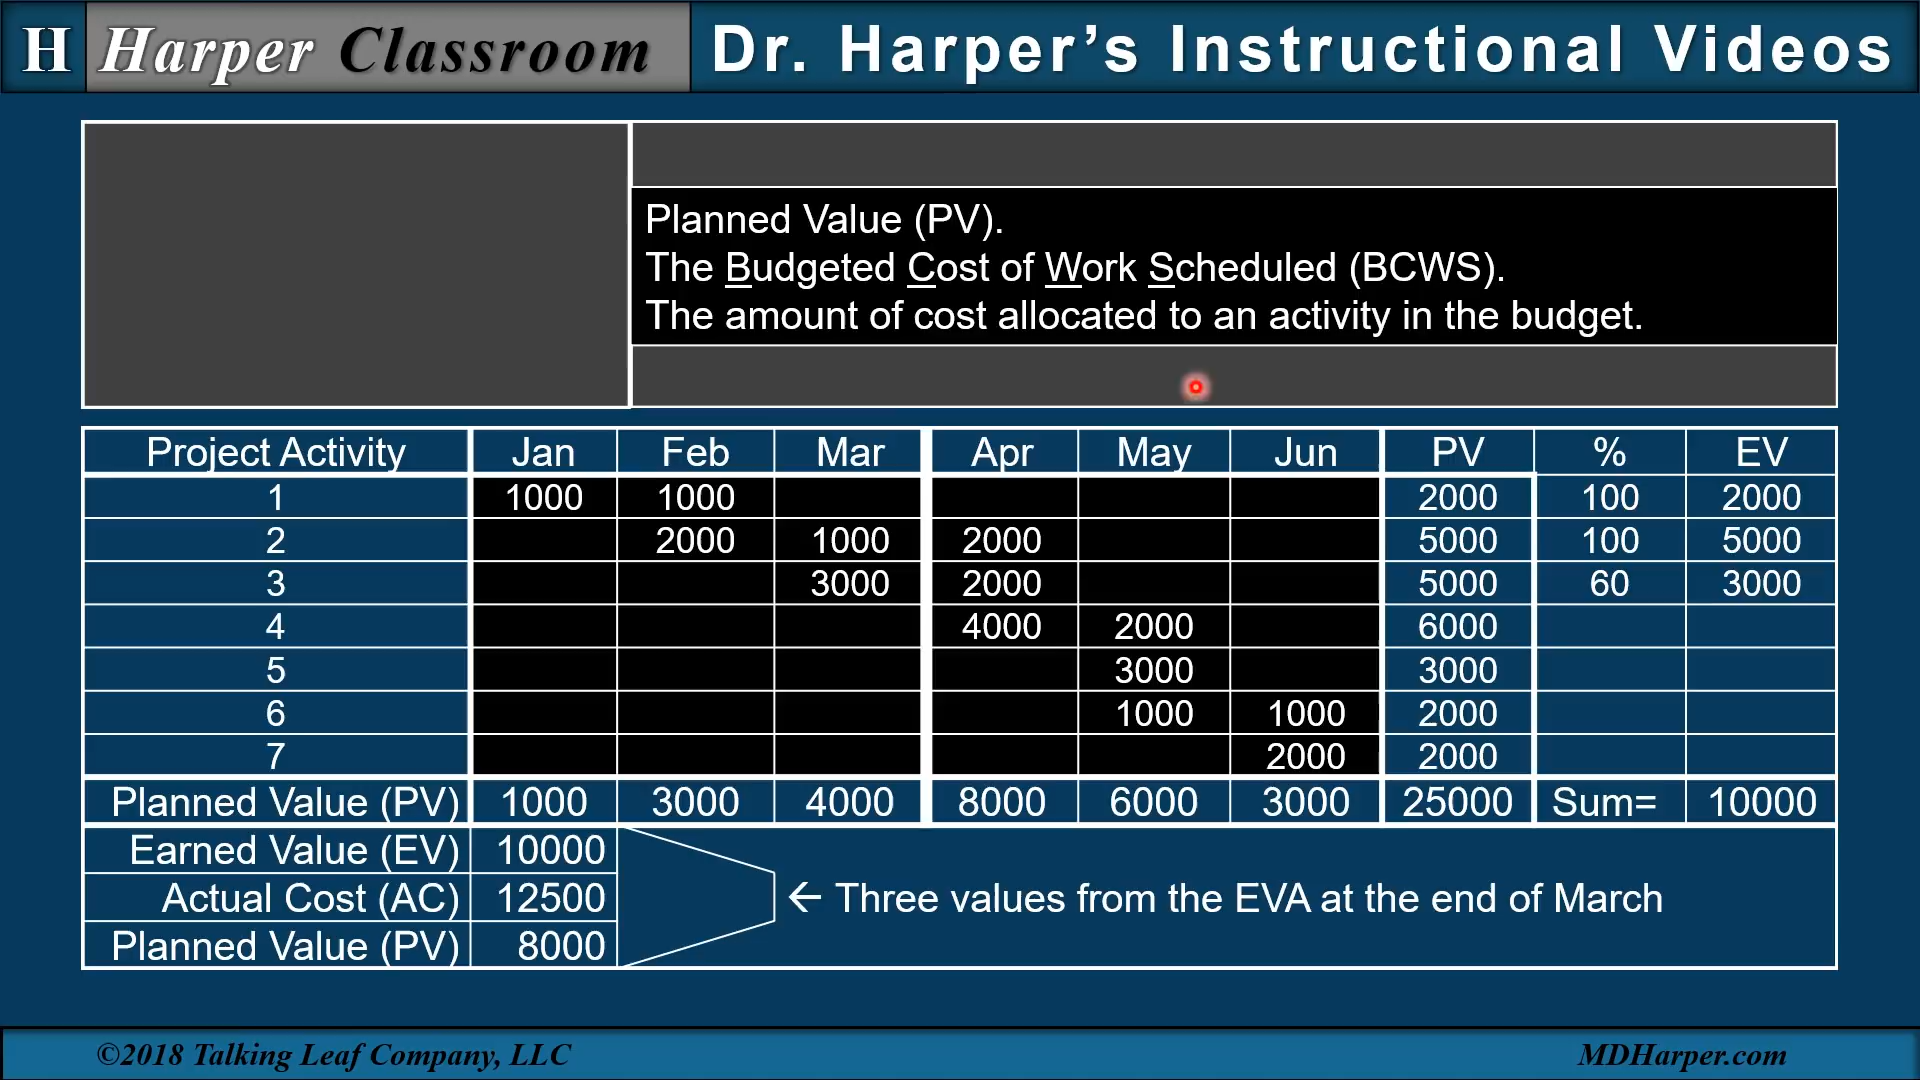 H Harper Classroom Dr. Harper’s Instructional Videos
Planned Value (PV).
The Budgeted Cost of Work Scheduled (BCWS).
The amount of cost allocated to an activity in the budget.
Project Activity Jan Feb Mar Apr May Jun PV % EV
1 1000 1000 2000 100 2000
2 2000 1000 2000 5000 100 5000
3 3000 2000 5000 60 3000
4 4000 2000 6000
5 3000 3000
6 1000 1000 2000
7 2000 2000
Planned Value (PV) 1000 3000 4000 8000 6000 3000 25000 Sum= 10000
Earned Value (EV) 10000
Actual Cost (AC) 12500 ← Three values from the EVA at the end of March
Planned Value (PV) 8000
©2018 Talking Leaf Company, LLC MDHarper.com